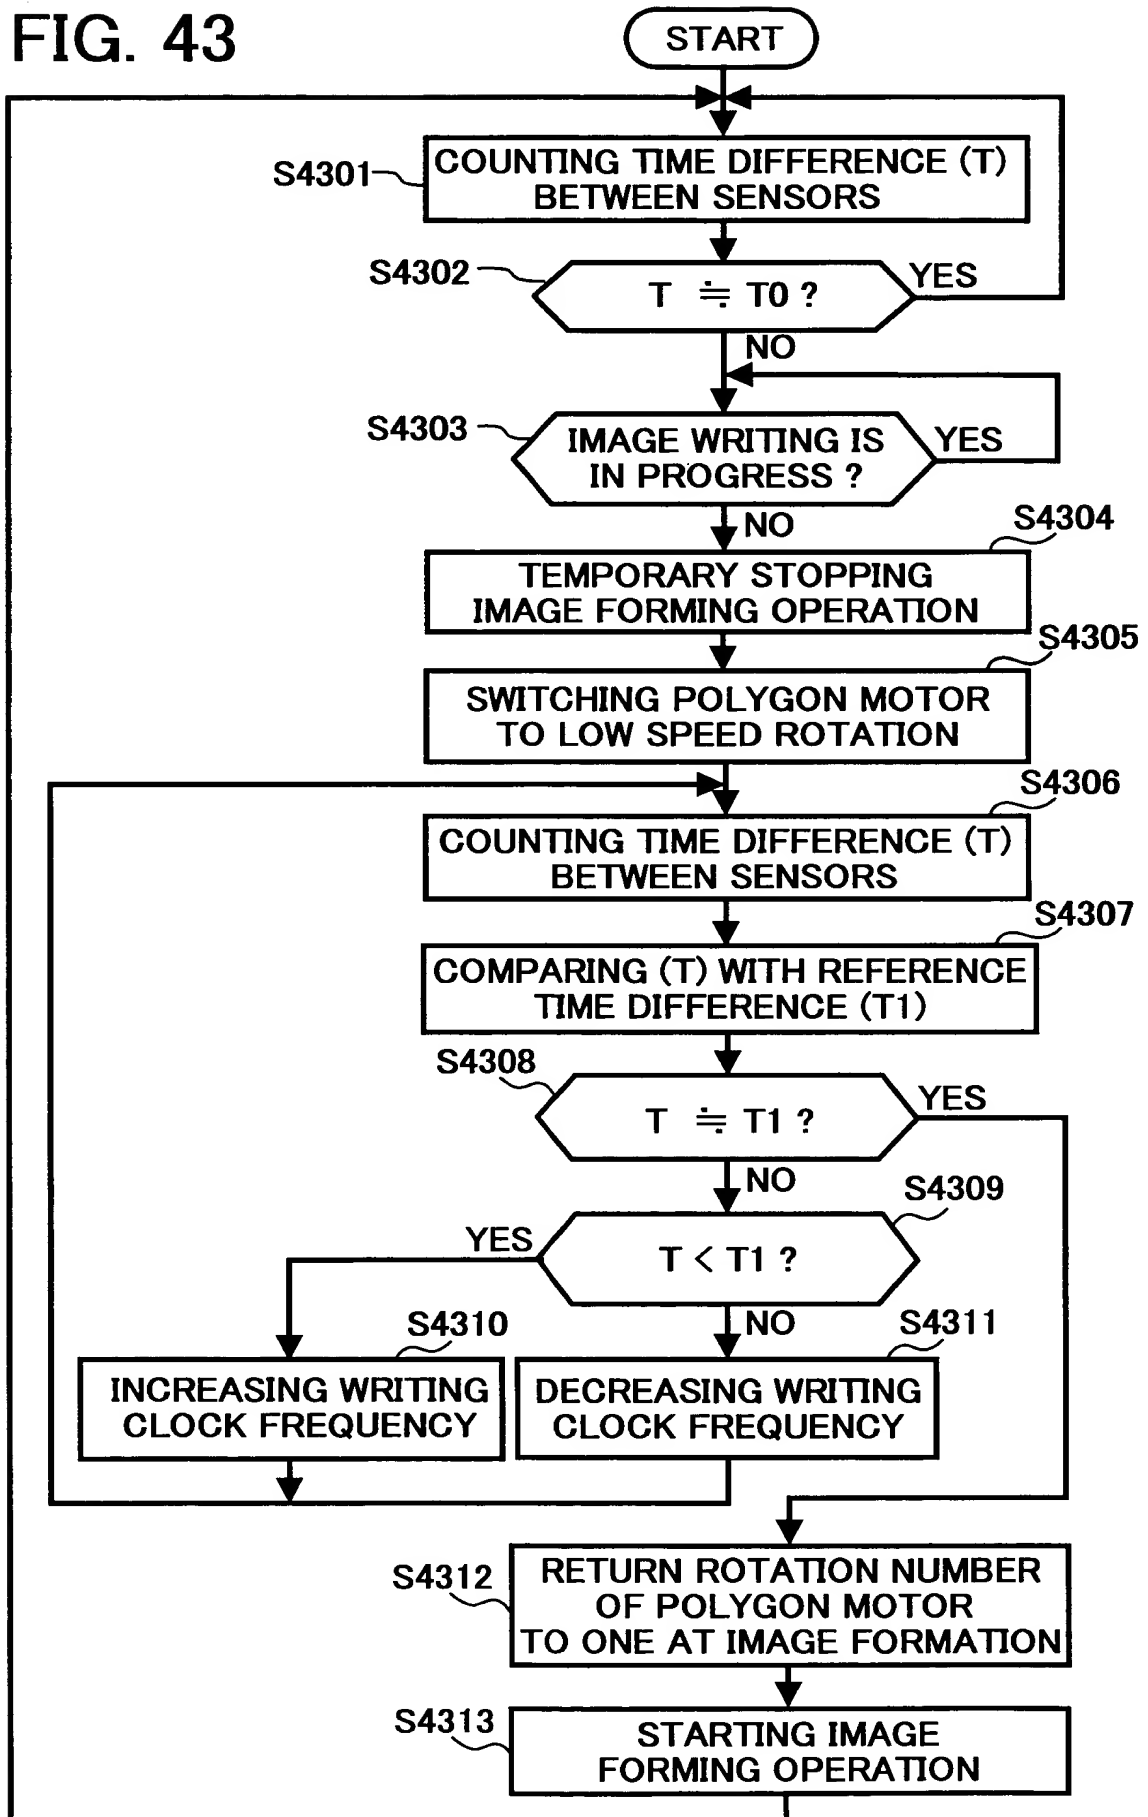 FIG. 43
START
S4301
COUNTING TIME DIFFERENCE (T)
BETWEEN SENSORS
S4302
T ≒ T0 ?
YES
NO
S4303
IMAGE WRITING IS
IN PROGRESS ?
YES
NO
S4304
TEMPORARY STOPPING
IMAGE FORMING OPERATION
S4305
SWITCHING POLYGON MOTOR
TO LOW SPEED ROTATION
S4306
COUNTING TIME DIFFERENCE (T)
BETWEEN SENSORS
S4307
COMPARING (T) WITH REFERENCE
TIME DIFFERENCE (T1)
S4308
T ≒ T1 ?
YES
NO
S4309
T < T1 ?
YES
NO
S4310
INCREASING WRITING
CLOCK FREQUENCY
S4311
DECREASING WRITING
CLOCK FREQUENCY
S4312
RETURN ROTATION NUMBER
OF POLYGON MOTOR
TO ONE AT IMAGE FORMATION
S4313
STARTING IMAGE
FORMING OPERATION